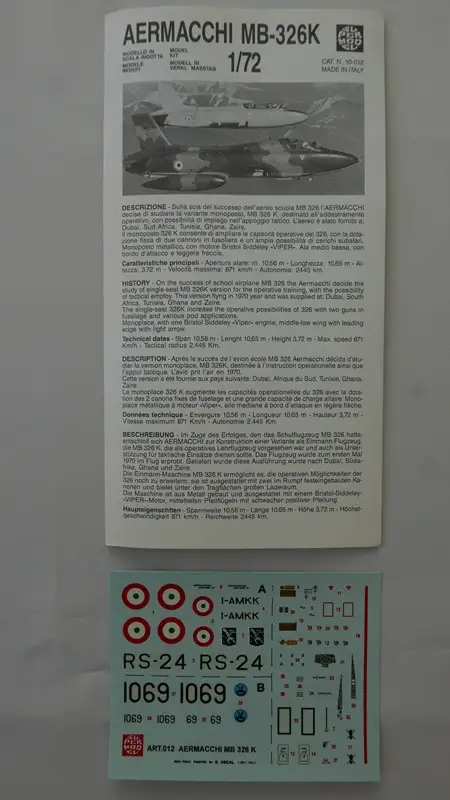 AERMACCHI MB-326K
MODELLO IN
SCALA RIDOTTA
MODELE
REDUIT
MODEL
KIT
MODELL IN
VERKL. MASSTAB
1/72
SUPER MODEL
CAT. N. 10-012
MADE IN ITALY
DESCRIZIONE - Sulla scia del successo dell'aereo scuola MB 326 l'AERMACCHI
decise di studiare la variante monoposto, MB 326 K, destinato all'addestramento
operativo, con possibilità di impiego nell'appoggio tattico. L'aereo è stato fornito a:
Dubai, Sud Africa, Tunisia, Ghana, Zaire.
Il monoposto 326 K consente di ampliare le capacità operative del 326, con la dota-
zione fissa di due cannoni in fusoliera e un'ampia possibilità di carichi subalari.
Monoposto metallico, con motore Bristol Siddeley «VIPER». Ala medio bassa, con
bordo d'attacco e leggera freccia.
Caratteristiche principali - Apertura alare: m. 10,56 - Lunghezza: 10,65 m - Al-
tezza: 3,72 m - Velocità massima: 871 km/h - Autonomia: 2445 km.
HISTORY - On the success of school airplane MB 326 the Aermacchi decide the
study of single-seat MB 326K version for the operative training, with the possibility
of tactical employ. This version flying in 1970 year and was supplied at: Dubai, South
Africa, Tunisia, Ghana and Zaire.
The single-seat 326K increase the operative possibilities of 326 with two guns in
fuselage and various pod applications.
Monoplace, with one Bristol Siddeley «Viper» engine, middle-low wing with leading
edge with light arrow.
Technical datas - Span 10,56 m - Lenght 10,65 m - Height 3,72 m - Max. speed 871
Km/h - Tactical radius 2.445 Km.
DESCRIPTION - Après le succès de l'avion école MB 326 Aermacchi décida d'étu-
dier la version monoplace, MB 326K, destinée à l'instruction operationelle ainsi que
l'appui tactique. L'avio prit l'air en 1970.
Cette version a été fournie aux pays suivants: Dubai, Afrique du Sud, Tunisie, Ghana,
Zaire
Le monoplace 326 K augmente les capacités operationelles du 326 avec la dota-
tion des 2 canons fixes de fuselage et une grande capacité de charge allaire. Mono-
place métallique à moteur «Viper», aile mediane à bord d'attaque en légère flèche.
Données technique - Envergure 10,56 m - Longueur 10,65 m - Hauteur 3,72 m -
Vitesse maximum 871 Km/h - Autonomie 2.445 Km.
BESCHREIBUNG - Im Zuge des Erfolges, den das Schulflugzeug MB 326 hatte,
entschloß sich AERMACCHI zur Konstruktion einer Variante als Einmann-Flugzeug,
die MB 326 K, die als operatives Lehrflugzeug vorgesehen war und auch als Unter-
stützung für taktische Einsätze dienen sollte. Das Flugzeug wurde zum ersten Mal
1970 im Flug erprobt. Geliefert wurde diese Ausführung wurde nach Dubai, Süda-
frika, Ghana und Zaire.
Die Einmann-Maschine MB 326 K ermöglicht es, die operativen Möglichkeiten der
326 noch zu erweitern, sie ist ausgestattet mit zwei im Rumpf festeingebauten Ka-
nonen und bietet unter den Tragflächen großen Laderaum.
Die Maschine ist aus Metall gebaut und ausgestattet mit einem Bristol-Siddeley-
«VIPER»-Motor, mitteltiefen Pfeilflügeln mit schwacher positiver Pfeilung.
Haupteigenschften - Spannweite 10,56 m - Länge 10,65 m - Höhe 3,72 m - Höchst-
geschwindigkeit 871 km/h - Reichweite 2445 km.
A
I-AMKK
I-AMKK
RS-24 RS-24
B
1069 1069
1069 1069 69 69
SUPER MODEL
ART.012 AERMACCHI MB 326 K